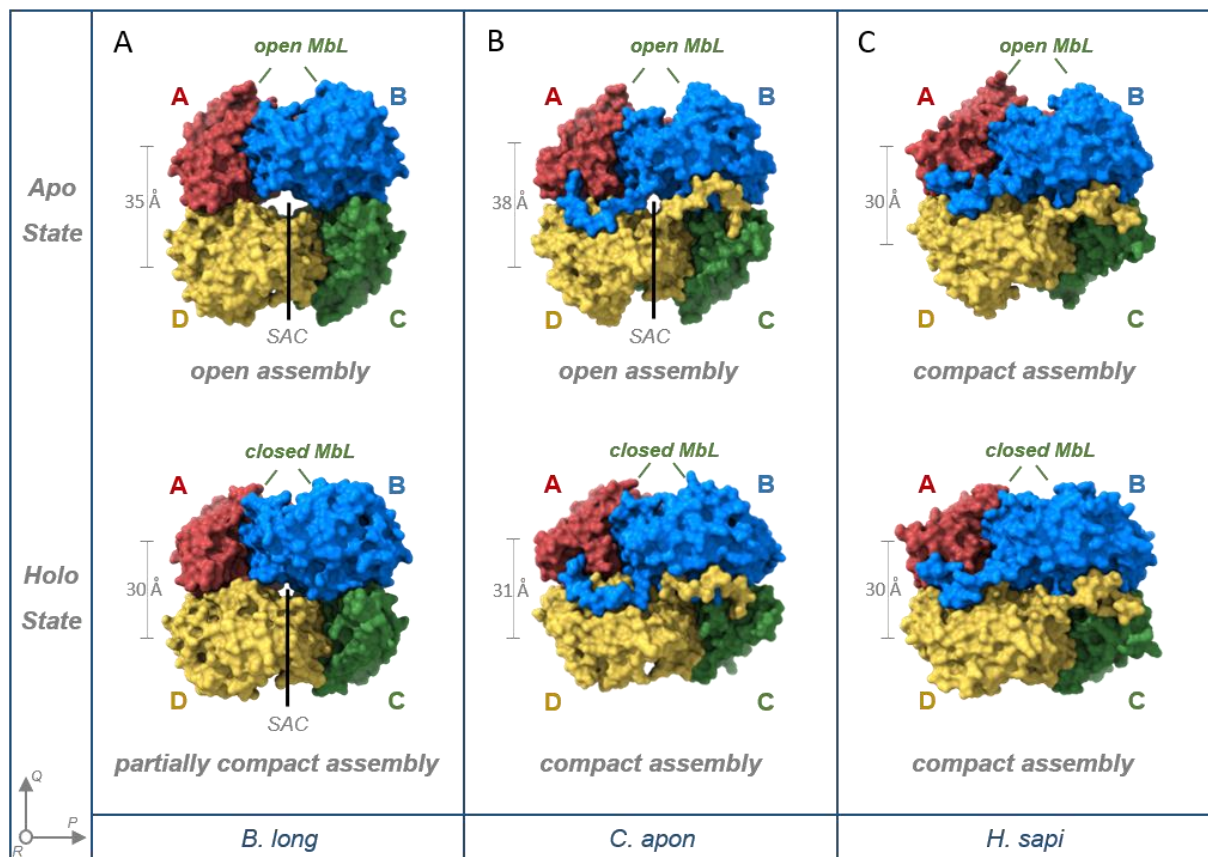 A
open MbL
A
B
35 Å
D
C
SAC
open assembly
B
open MbL
A
B
38 Å
D
C
SAC
open assembly
C
open MbL
A
B
30 Å
D
C
compact assembly
Apo
State
closed MbL
A
B
30 Å
D
C
SAC
partially compact assembly
closed MbL
A
B
31 Å
D
C
compact assembly
closed MbL
A
B
30 Å
D
C
compact assembly
Holo
State
Q
P
R
B. long
C. apon
H. sapi